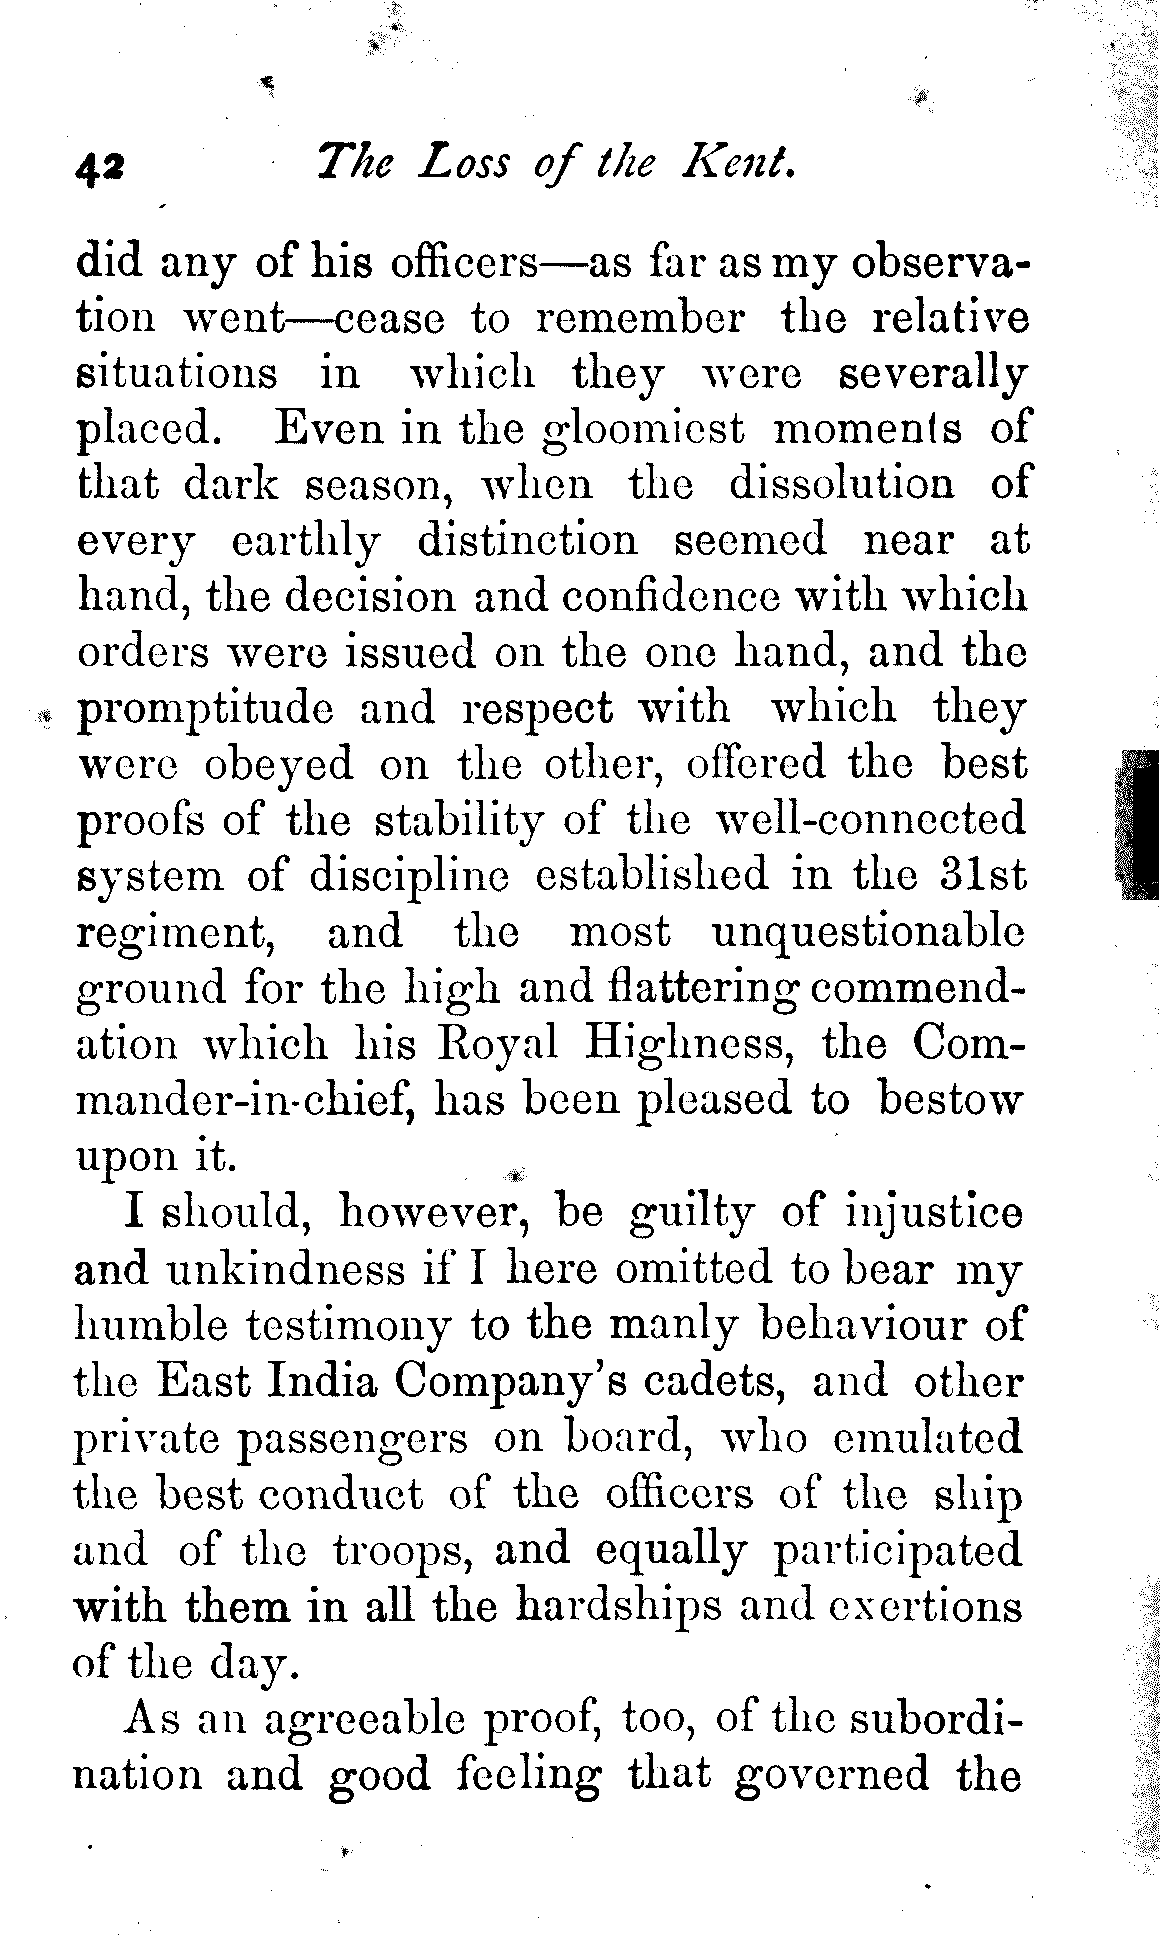 42 The Loss of the Kent.
did any of his officers—as far as my observa-
tion went—cease to remember the relative
situations in which they were severally
placed. Even in the gloomiest moments of
that dark season, when the dissolution of
every earthly distinction seemed near at
hand, the decision and confidence with which
orders were issued on the one hand, and the
promptitude and respect with which they
were obeyed on the other, offered the best
proofs of the stability of the well-connected
system of discipline established in the 31st
regiment, and the most unquestionable
ground for the high and flattering commend-
ation which his Royal Highness, the Com-
mander-in-chief, has been pleased to bestow
upon it.
I should, however, be guilty of injustice
and unkindness if I here omitted to bear my
humble testimony to the manly behaviour of
the East India Company's cadets, and other
private passengers on board, who emulated
the best conduct of the officers of the ship
and of the troops, and equally participated
with them in all the hardships and exertions
of the day.
As an agreeable proof, too, of the subordi-
nation and good feeling that governed the